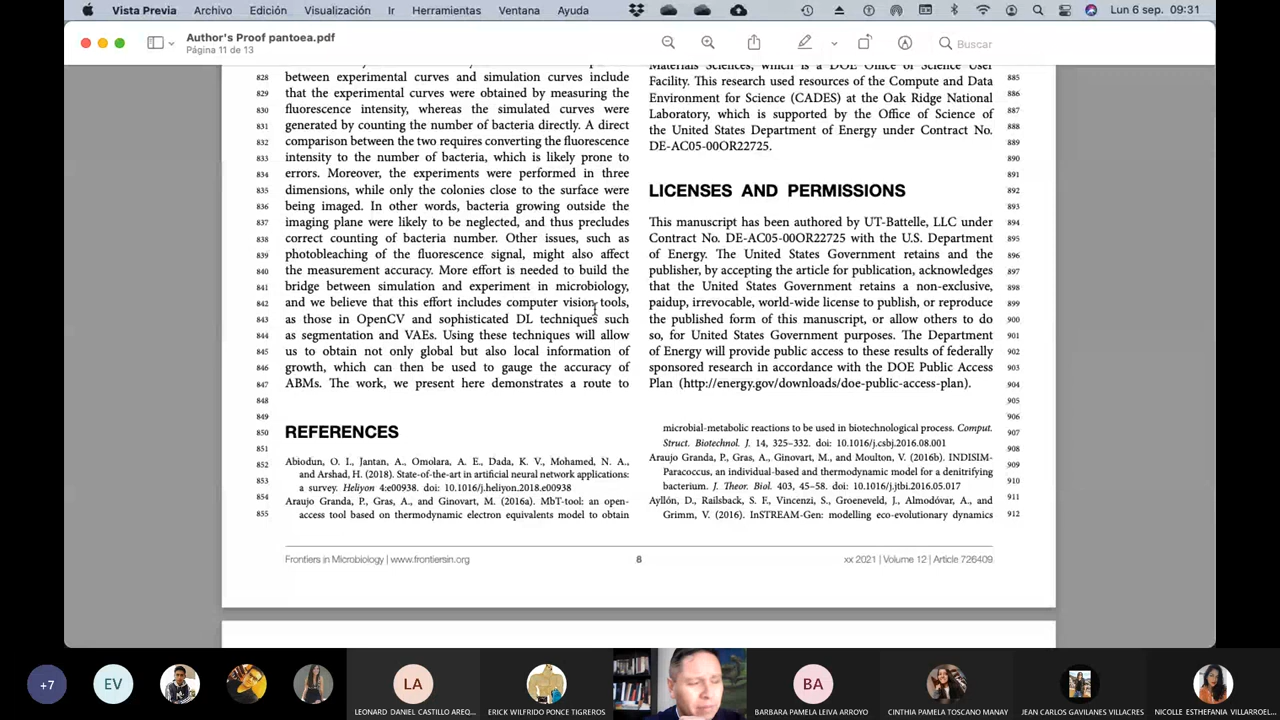 Vista Previa Archivo Edición Visualización Ir Herramientas Ventana Ayuda Lun 6 sep. 09:31
Author's Proof pantoea.pdf
Página 11 de 13
Buscar
828 between experimental curves and simulation curves include
829 that the experimental curves were obtained by measuring the
830 fluorescence intensity, whereas the simulated curves were
831 generated by counting the number of bacteria directly. A direct
832 comparison between the two requires converting the fluorescence
833 intensity to the number of bacteria, which is likely prone to
834 errors. Moreover, the experiments were performed in three
835 dimensions, while only the colonies close to the surface were
836 being imaged. In other words, bacteria growing outside the
837 imaging plane were likely to be neglected, and thus precludes
838 correct counting of bacteria number. Other issues, such as
839 photobleaching of the fluorescence signal, might also affect
840 the measurement accuracy. More effort is needed to build the
841 bridge between simulation and experiment in microbiology,
842 and we believe that this effort includes computer vision tools,
843 as those in OpenCV and sophisticated DL techniques such
844 as segmentation and VAEs. Using these techniques will allow
845 us to obtain not only global but also local information of
846 growth, which can then be used to gauge the accuracy of
847 ABMs. The work, we present here demonstrates a route to
848
849
850 REFERENCES
851
852 Abiodun, O. I., Jantan, A., Omolara, A. E., Dada, K. V., Mohamed, N. A.,
853 and Arshad, H. (2018). State-of-the-art in artificial neural network applications:
a survey. Heliyon 4:e00938. doi: 10.1016/j.heliyon.2018.e00938
854 Araujo Granda, P., Gras, A., and Ginovart, M. (2016a). MbT-tool: an open-
855 access tool based on thermodynamic electron equivalents model to obtain
Materials Sciences, which is a DOE Office of Science User
Facility. This research used resources of the Compute and Data 885
Environment for Science (CADES) at the Oak Ridge National 886
Laboratory, which is supported by the Office of Science of 887
the United States Department of Energy under Contract No. 888
DE-AC05-00OR22725. 889
890
891
LICENSES AND PERMISSIONS 892
893
This manuscript has been authored by UT-Battelle, LLC under 894
Contract No. DE-AC05-00OR22725 with the U.S. Department 895
of Energy. The United States Government retains and the 896
publisher, by accepting the article for publication, acknowledges 897
that the United States Government retains a non-exclusive, 898
paidup, irrevocable, world-wide license to publish, or reproduce 899
the published form of this manuscript, or allow others to do 900
so, for United States Government purposes. The Department 901
of Energy will provide public access to these results of federally 902
sponsored research in accordance with the DOE Public Access 903
Plan (http://energy.gov/downloads/doe-public-access-plan). 904
905
906
microbial-metabolic reactions to be used in biotechnological process. Comput. 907
Struct. Biotechnol. J. 14, 325–332. doi: 10.1016/j.csbj.2016.08.001 908
Araujo Granda, P., Gras, A., Ginovart, M., and Moulton, V. (2016b). INDISIM- 909
Paracoccus, an individual-based and thermodynamic model for a denitrifying
bacterium. J. Theor. Biol. 403, 45–58. doi: 10.1016/j.jtbi.2016.05.017 910
Ayllón, D., Railsback, S. F., Vincenzi, S., Groeneveld, J., Almodóvar, A., and 911
Grimm, V. (2016). InSTREAM-Gen: modelling eco-evolutionary dynamics 912
Frontiers in Microbiology | www.frontiersin.org 8 xx 2021 | Volume 12 | Article 726409
+7 EV LA BA
LEONARD DANIEL CASTILLO AREQ... ERICK WILFRIDO PONCE TIGREROS BARBARA PAMELA LEIVA ARROYO CINTHIA PAMELA TOSCANO MANAY JEAN CARLOS GAVILANES VILLACRES NICOLLE ESTHEFANIA VILLARROEL...